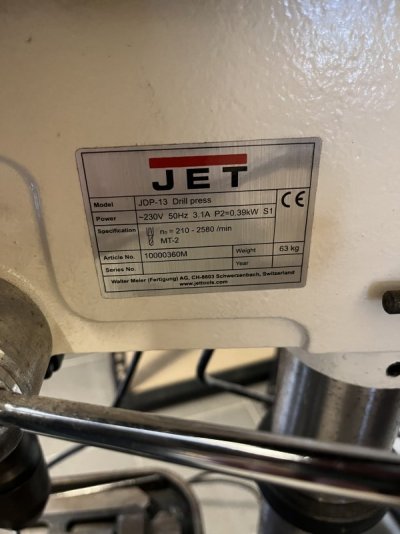 JET
CE
Model JDP-13 Drill press
Power ~230V 50Hz 3,1A P2=0.39kW S1
Specification n₀ = 210 - 2580 /min
MT-2
Article No. 10000360M Weight 63 kg
Series No. Year
Walter Meier (Fertigung) AG, CH-8603 Schwerzenbach, Switzerland
www.jettools.com